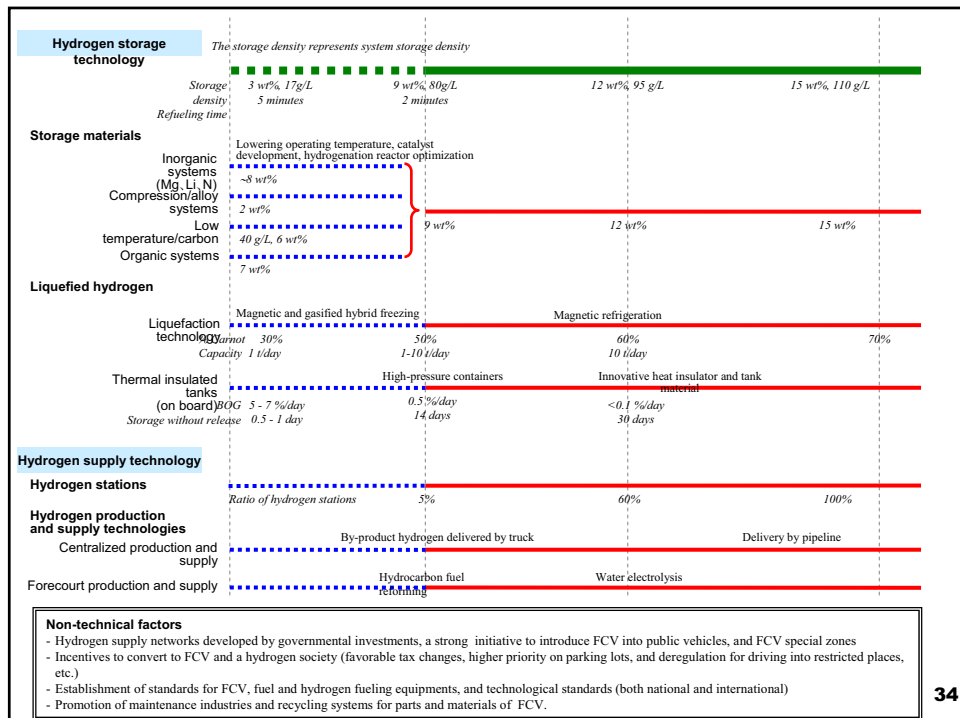 Hydrogen storage
technology
The storage density represents system storage density
Storage
density
Refueling time
3 wt%, 17g/L
5 minutes
9 wt%, 80g/L
2 minutes
12 wt%, 95 g/L
15 wt%, 110 g/L
Storage materials
Lowering operating temperature, catalyst
development, hydrogenation reactor optimization
Inorganic
systems
(Mg、Li、N)
~8 wt%
Compression/alloy
systems
2 wt%
Low
temperature/carbon
40 g/L, 6 wt%
9 wt%
12 wt%
15 wt%
Organic systems
7 wt%
Liquefied hydrogen
Magnetic and gasified hybrid freezing
Magnetic refrigeration
Liquefaction
technology
% Carnot 30% 50% 60% 70%
Capacity 1 t/day 1-10 t/day 10 t/day
Thermal insulated
tanks
(on board)
High-pressure containers
Innovative heat insulator and tank
material
BOG 5 - 7 %/day 0.5 %/day <0.1 %/day
Storage without release 0.5 - 1 day 14 days 30 days
Hydrogen supply technology
Hydrogen stations
Ratio of hydrogen stations 5% 60% 100%
Hydrogen production
and supply technologies
Centralized production and
supply
By-product hydrogen delivered by truck
Delivery by pipeline
Forecourt production and supply
Hydrocarbon fuel
reforming
Water electrolysis
Non-technical factors
- Hydrogen supply networks developed by governmental investments, a strong initiative to introduce FCV into public vehicles, and FCV special zones
- Incentives to convert to FCV and a hydrogen society (favorable tax changes, higher priority on parking lots, and deregulation for driving into restricted places,
etc.)
- Establishment of standards for FCV, fuel and hydrogen fueling equipments, and technological standards (both national and international)
- Promotion of maintenance industries and recycling systems for parts and materials of FCV.
34